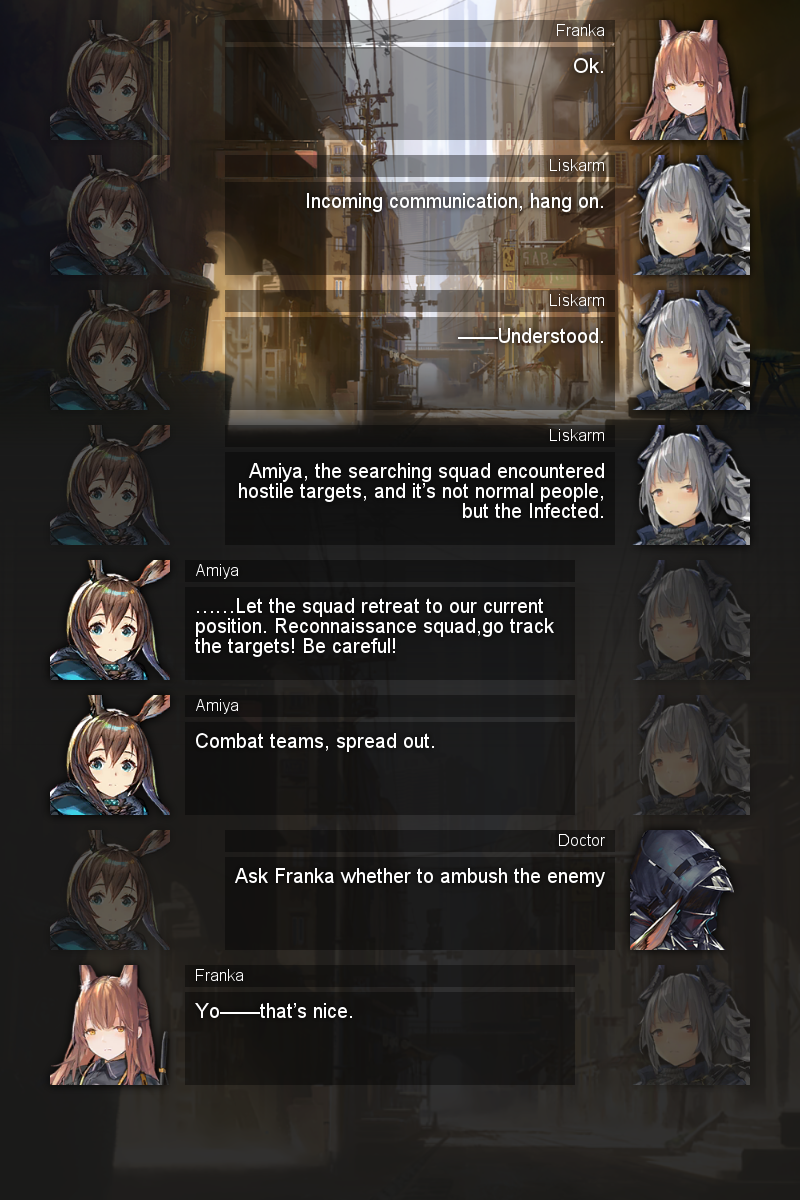 Franka
Ok.
Liskarm
Incoming communication, hang on.
Liskarm
——Understood.
Liskarm
Amiya, the searching squad encountered
hostile targets, and it's not normal people,
but the Infected.
Amiya
……Let the squad retreat to our current
position. Reconnaissance squad,go track
the targets! Be careful!
Amiya
Combat teams, spread out.
Doctor
Ask Franka whether to ambush the enemy
Franka
Yo——that's nice.